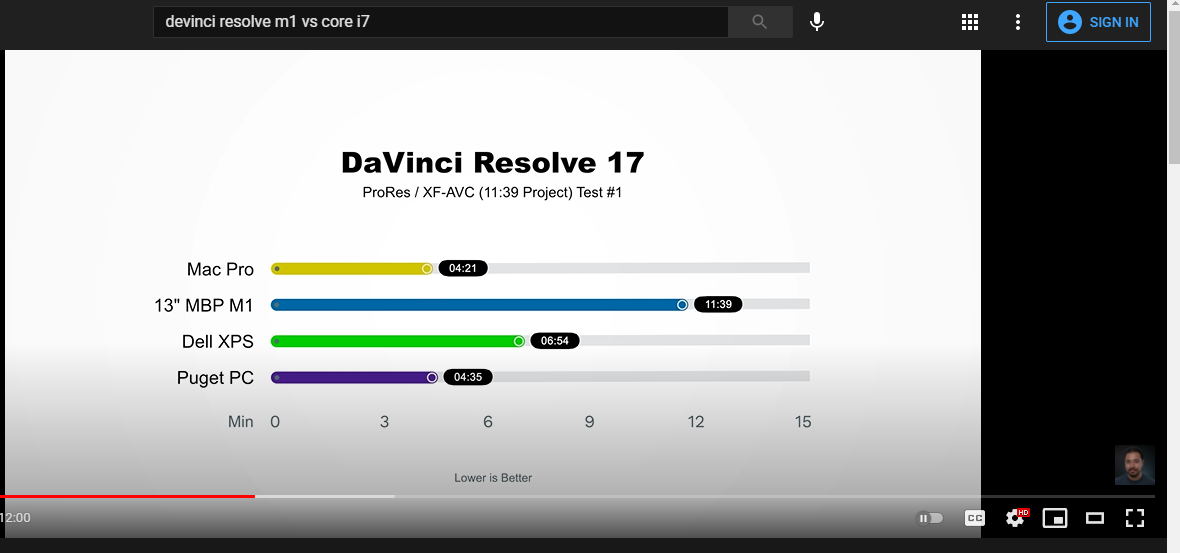 devinci resolve m1 vs core i7
SIGN IN
DaVinci Resolve 17
ProRes / XF-AVC (11:39 Project) Test #1
Mac Pro 04:21
13" MBP M1 11:39
Dell XPS 06:54
Puget PC 04:35
Min 0 3 6 9 12 15
Lower is Better
12:00 CC HD